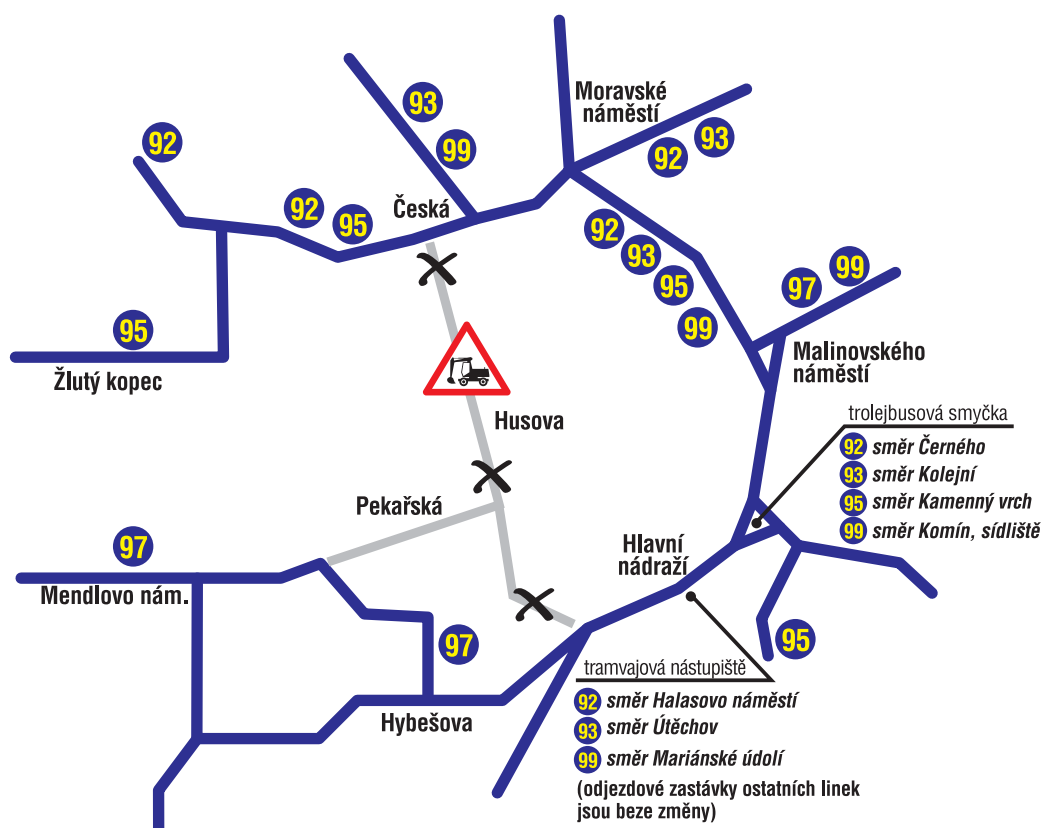 Moravské
náměstí
93
99
92
93
92
Česká
92
95
92
93
95
99
97
99
95
Žlutý kopec
Malinovského
náměstí
Husova
trolejbusová smyčka
92 směr Černého
93 směr Kolejní
95 směr Kamenný vrch
99 směr Komín, sídliště
Pekařská
97
Mendlovo nám.
Hlavní
nádraží
97
95
Hybešova
tramvajová nástupiště
92 směr Halasovo náměstí
93 směr Útěchov
99 směr Mariánské údolí
(odjezdové zastávky ostatních linek
jsou beze změny)